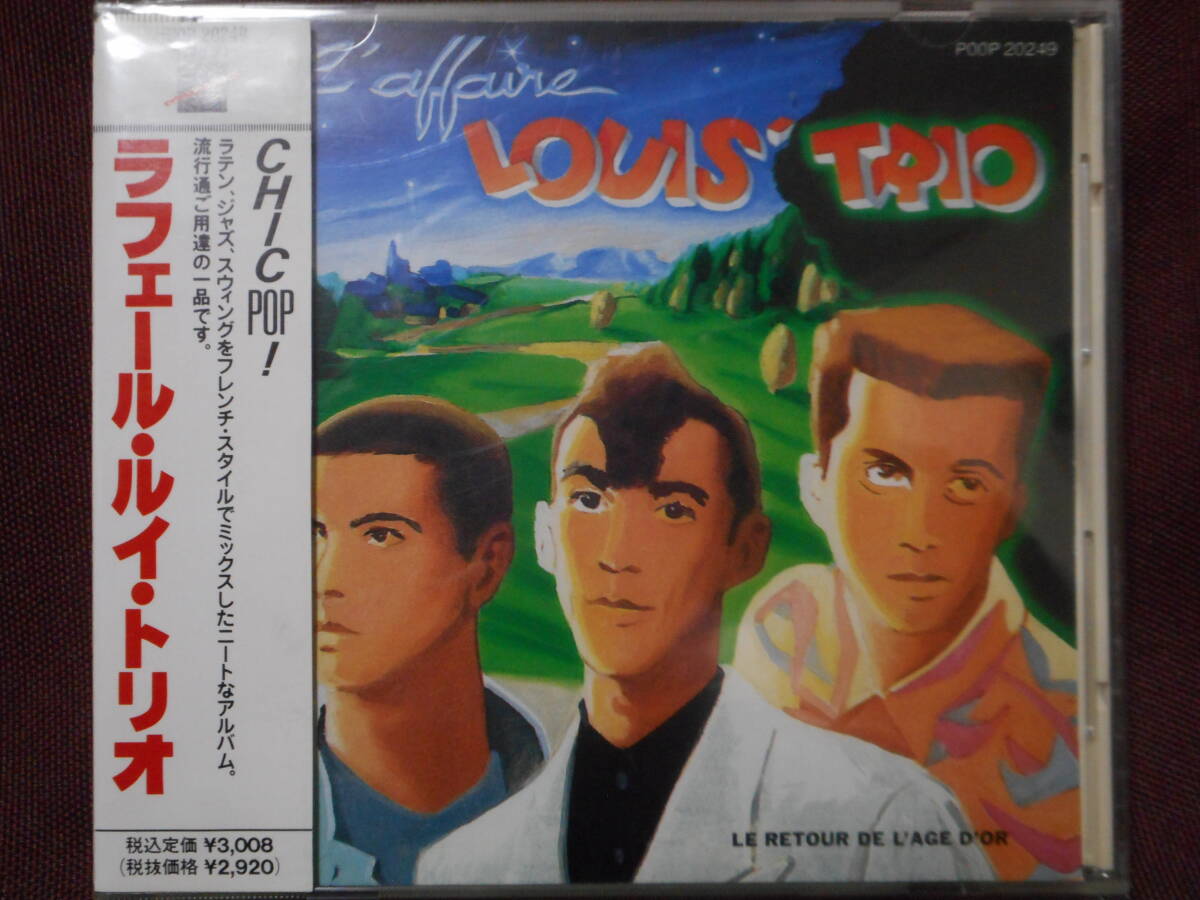 POOP 20249
L'affaire
LOUIS' TRIO
POOP 20249
CHIC POP!
ラテン、ジャズ、スウィングをフレンチ・スタイルでミックスしたニートなアルバム。
流行通ご用達の一品です。
ラフェール・ルイ・トリオ
税込定価 ¥3,008
(税抜価格 ¥2,920)
LE RETOUR DE L'AGE D'OR